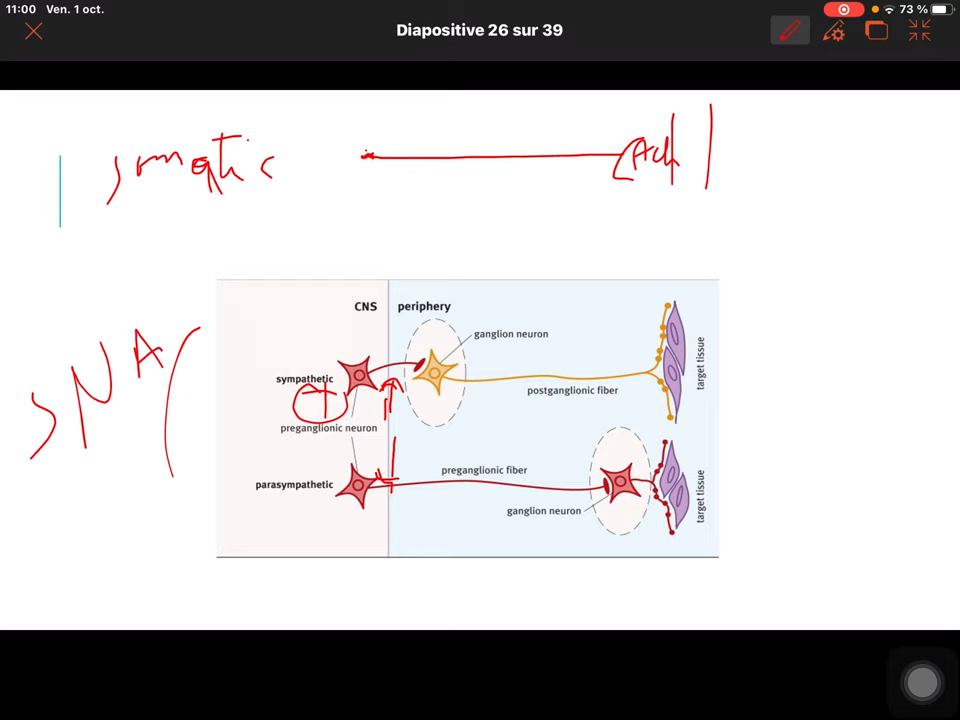 11:00 Ven. 1 oct. 73 %
Diapositive 26 sur 39
somatic Ach
SNA
CNS periphery
ganglion neuron
sympathetic
postganglionic fiber
target tissue
preganglionic neuron
preganglionic fiber
parasympathetic
ganglion neuron
target tissue